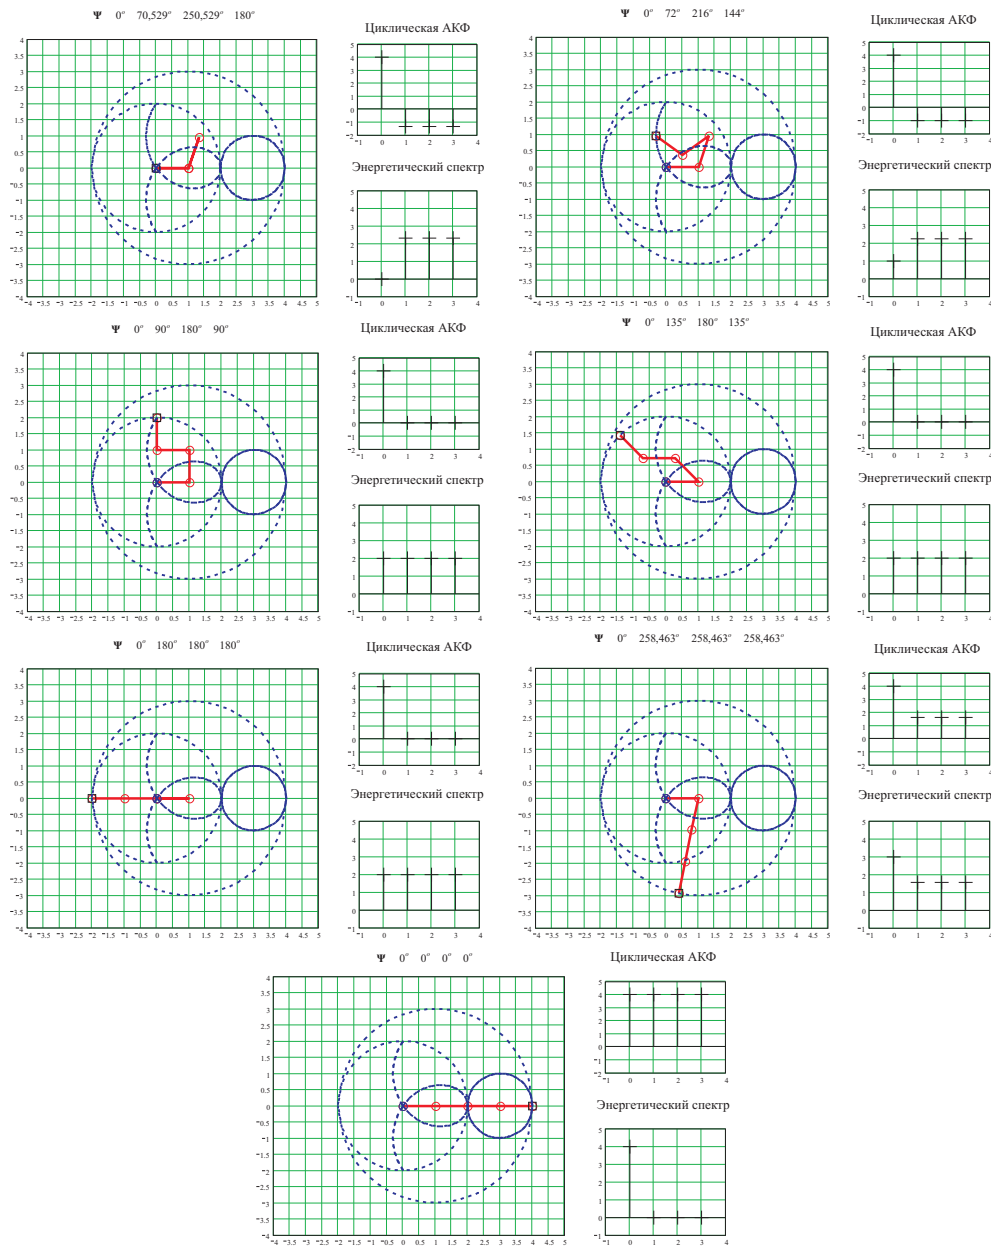 Ψ 0° 70,529° 250,529° 180°
Циклическая АКФ
Энергетический спектр
Ψ 0° 72° 216° 144°
Циклическая АКФ
Энергетический спектр
Ψ 0° 90° 180° 90°
Циклическая АКФ
Энергетический спектр
Ψ 0° 135° 180° 135°
Циклическая АКФ
Энергетический спектр
Ψ 0° 180° 180° 180°
Циклическая АКФ
Энергетический спектр
Ψ 0° 258,463° 258,463° 258,463°
Циклическая АКФ
Энергетический спектр
Ψ 0° 0° 0° 0°
Циклическая АКФ
Энергетический спектр